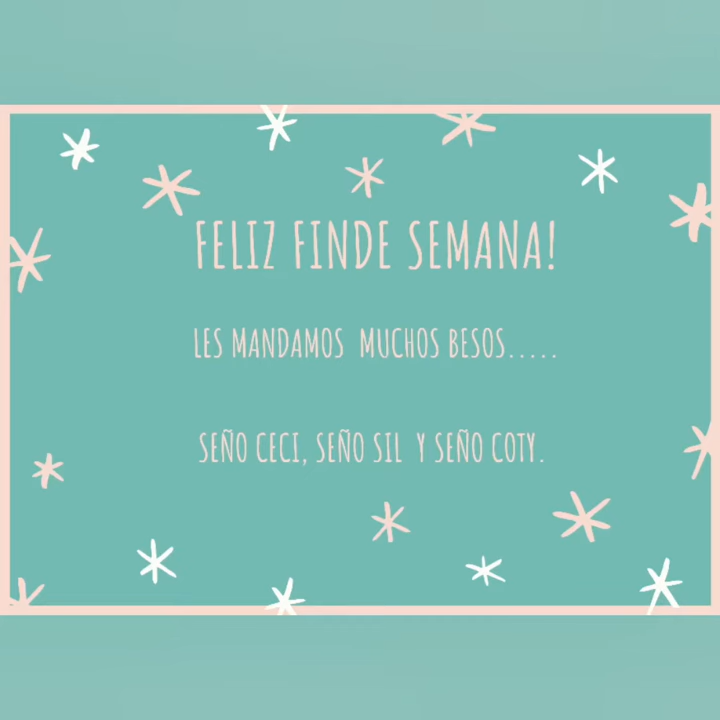 FELIZ FINDE SEMANA!
LES MANDAMOS MUCHOS BESOS.....
SEÑO CECI, SEÑO SIL Y SEÑO COTY.